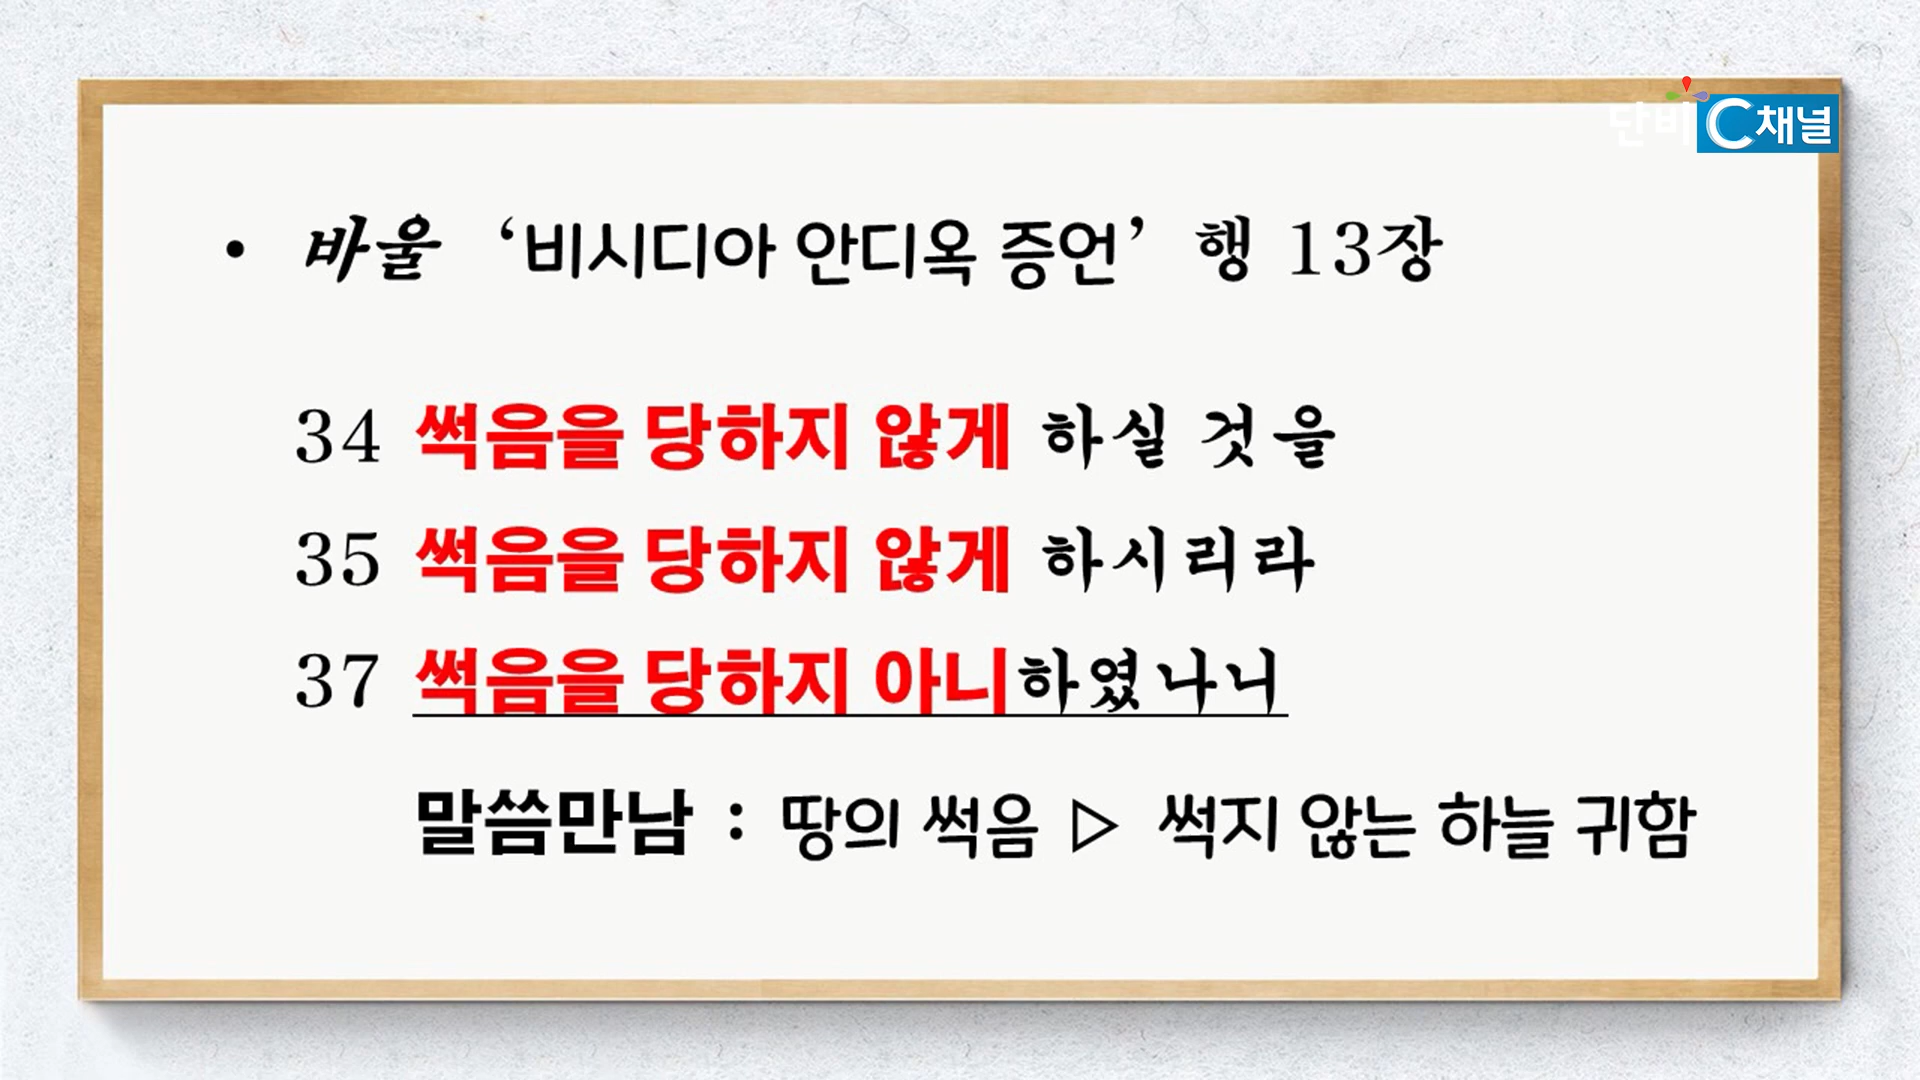 단비 C채널
• 바울 ‘비시디아 안디옥 증언’ 행 13장
34 썩음을 당하지 않게 하실 것을
35 썩음을 당하지 않게 하시리라
37 썩음을 당하지 아니하였나니
말씀만남 : 땅의 썩음 ▷ 썩지 않는 하늘 귀함